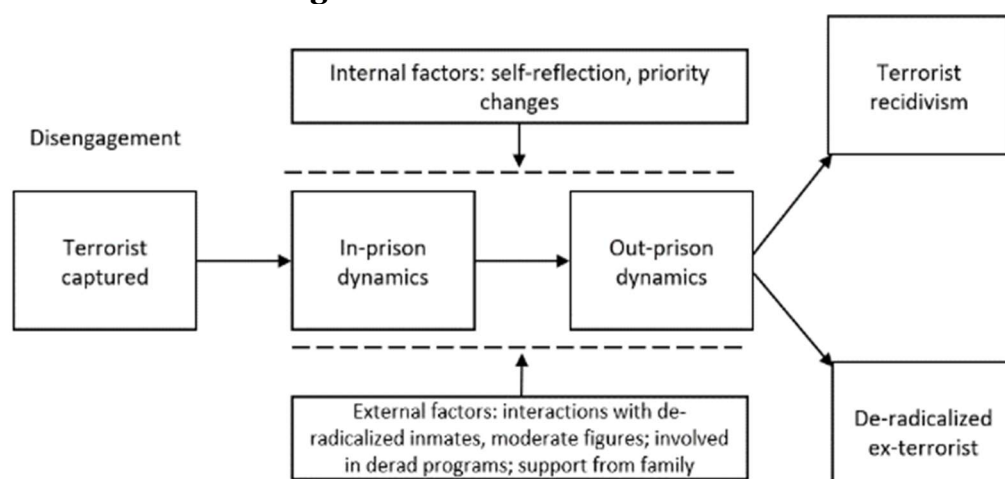 Internal factors: self-reflection, priority
changes
Terrorist
recidivism
Disengagement
Terrorist
captured
In-prison
dynamics
Out-prison
dynamics
External factors: interactions with de-
radicalized inmates, moderate figures; involved
in derad programs; support from family
De-radicalized
ex-terrorist